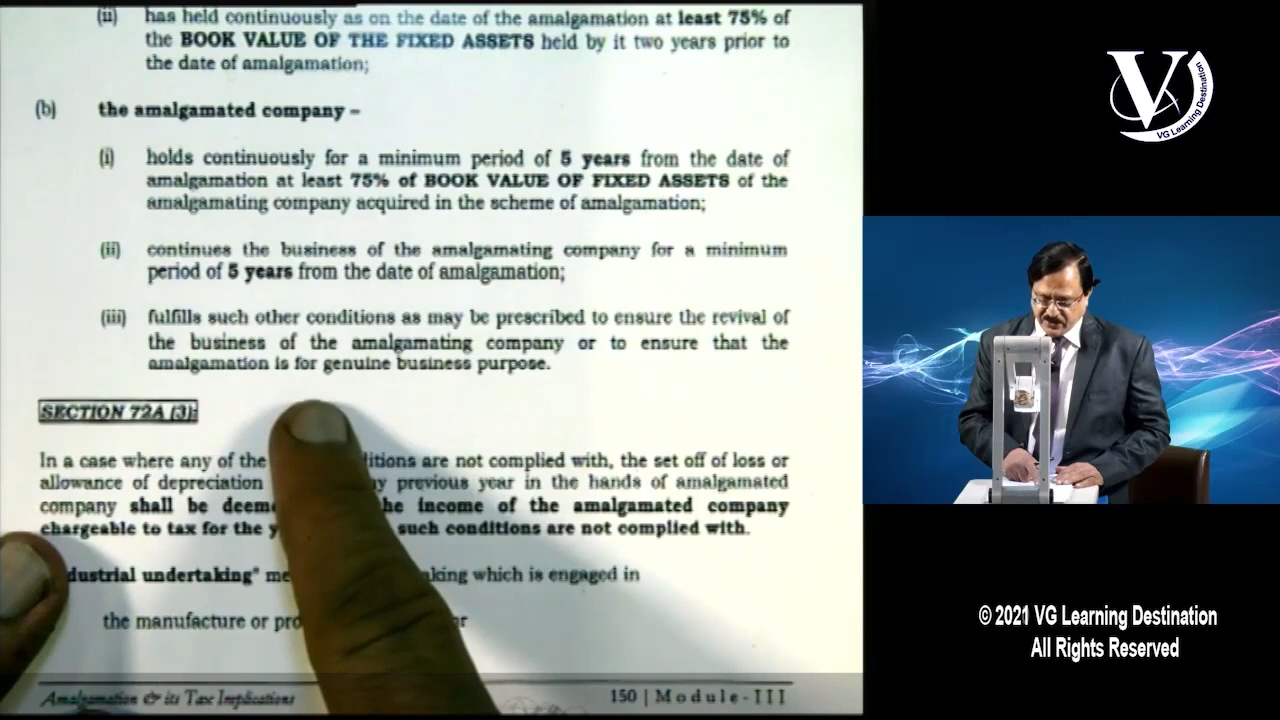 (ii) has held continuously as on the date of the amalgamation at least 75% of
the BOOK VALUE OF THE FIXED ASSETS held by it two years prior to
the date of amalgamation;
(b) the amalgamated company –
(i) holds continuously for a minimum period of 5 years from the date of
amalgamation at least 75% of BOOK VALUE OF FIXED ASSETS of the
amalgamating company acquired in the scheme of amalgamation;
(ii) continues the business of the amalgamating company for a minimum
period of 5 years from the date of amalgamation;
(iii) fulfills such other conditions as may be prescribed to ensure the revival of
the business of the amalgamating company or to ensure that the
amalgamation is for genuine business purpose.
SECTION 72A (3):
In a case where any of the ditions are not complied with, the set off of loss or
allowance of depreciation previous year in the hands of amalgamated
company shall be deeme he income of the amalgamated company
chargeable to tax for the y such conditions are not complied with.
dustrial undertaking" me aking which is engaged in
the manufacture or pro or
Amalgamation & its Tax Implications 150 | Module-III
V
VG Learning Destination
© 2021 VG Learning Destination
All Rights Reserved